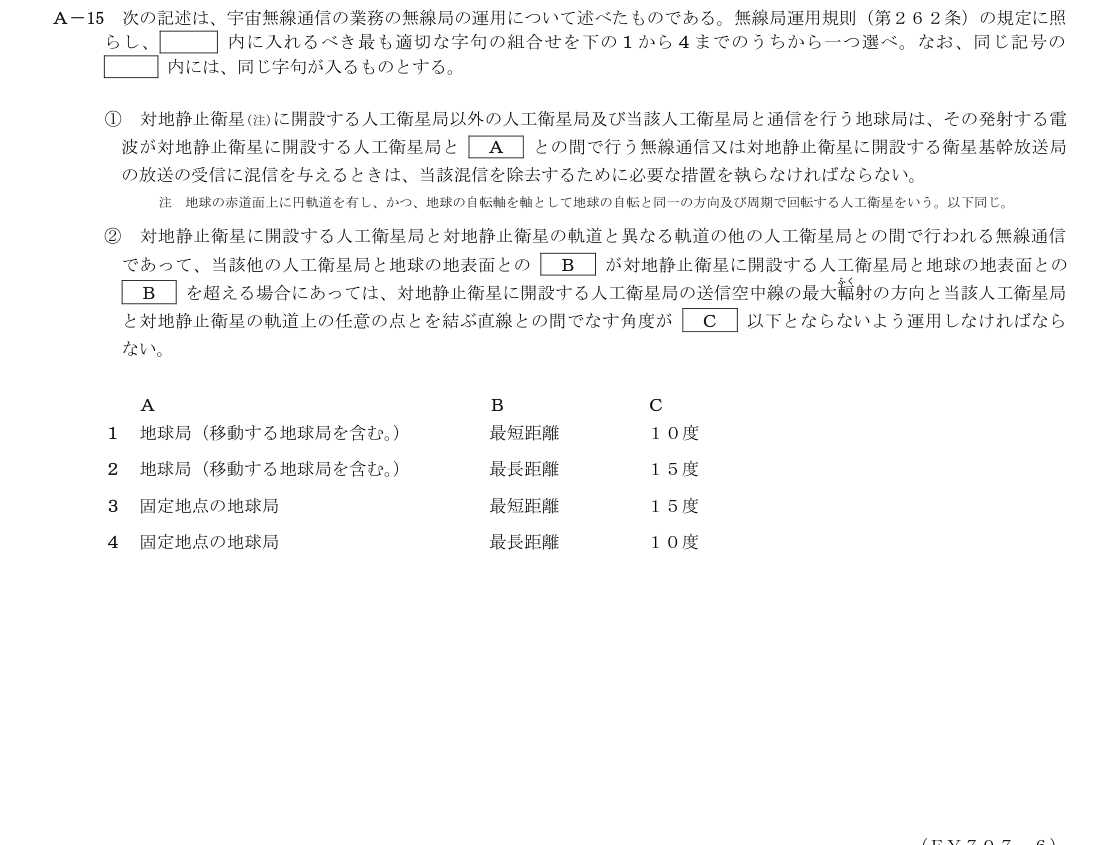 A－15　次の記述は、宇宙無線通信の業務の無線局の運用について述べたものである。無線局運用規則（第２６２条）の規定に照
らし、 内に入れるべき最も適切な字句の組合せを下の１から４までのうちから一つ選べ。なお、同じ記号の
内には、同じ字句が入るものとする。
①　対地静止衛星(注)に開設する人工衛星局以外の人工衛星局及び当該人工衛星局と通信を行う地球局は、その発射する電
波が対地静止衛星に開設する人工衛星局と A との間で行う無線通信又は対地静止衛星に開設する衛星基幹放送局
の放送の受信に混信を与えるときは、当該混信を除去するために必要な措置を執らなければならない。
注　地球の赤道面上に円軌道を有し、かつ、地球の自転軸を軸として地球の自転と同一の方向及び周期で回転する人工衛星をいう。以下同じ。
②　対地静止衛星に開設する人工衛星局と対地静止衛星の軌道と異なる軌道の他の人工衛星局との間で行われる無線通信
であって、当該他の人工衛星局と地球の地表面との B が対地静止衛星に開設する人工衛星局と地球の地表面との
B を超える場合にあっては、対地静止衛星に開設する人工衛星局の送信空中線の最大輻ふく射の方向と当該人工衛星局
と対地静止衛星の軌道上の任意の点とを結ぶ直線との間でなす角度が C 以下とならないよう運用しなければなら
ない。
A B C
1 地球局（移動する地球局を含む。） 最短距離 １０度
2 地球局（移動する地球局を含む。） 最長距離 １５度
3 固定地点の地球局 最短距離 １５度
4 固定地点の地球局 最長距離 １０度